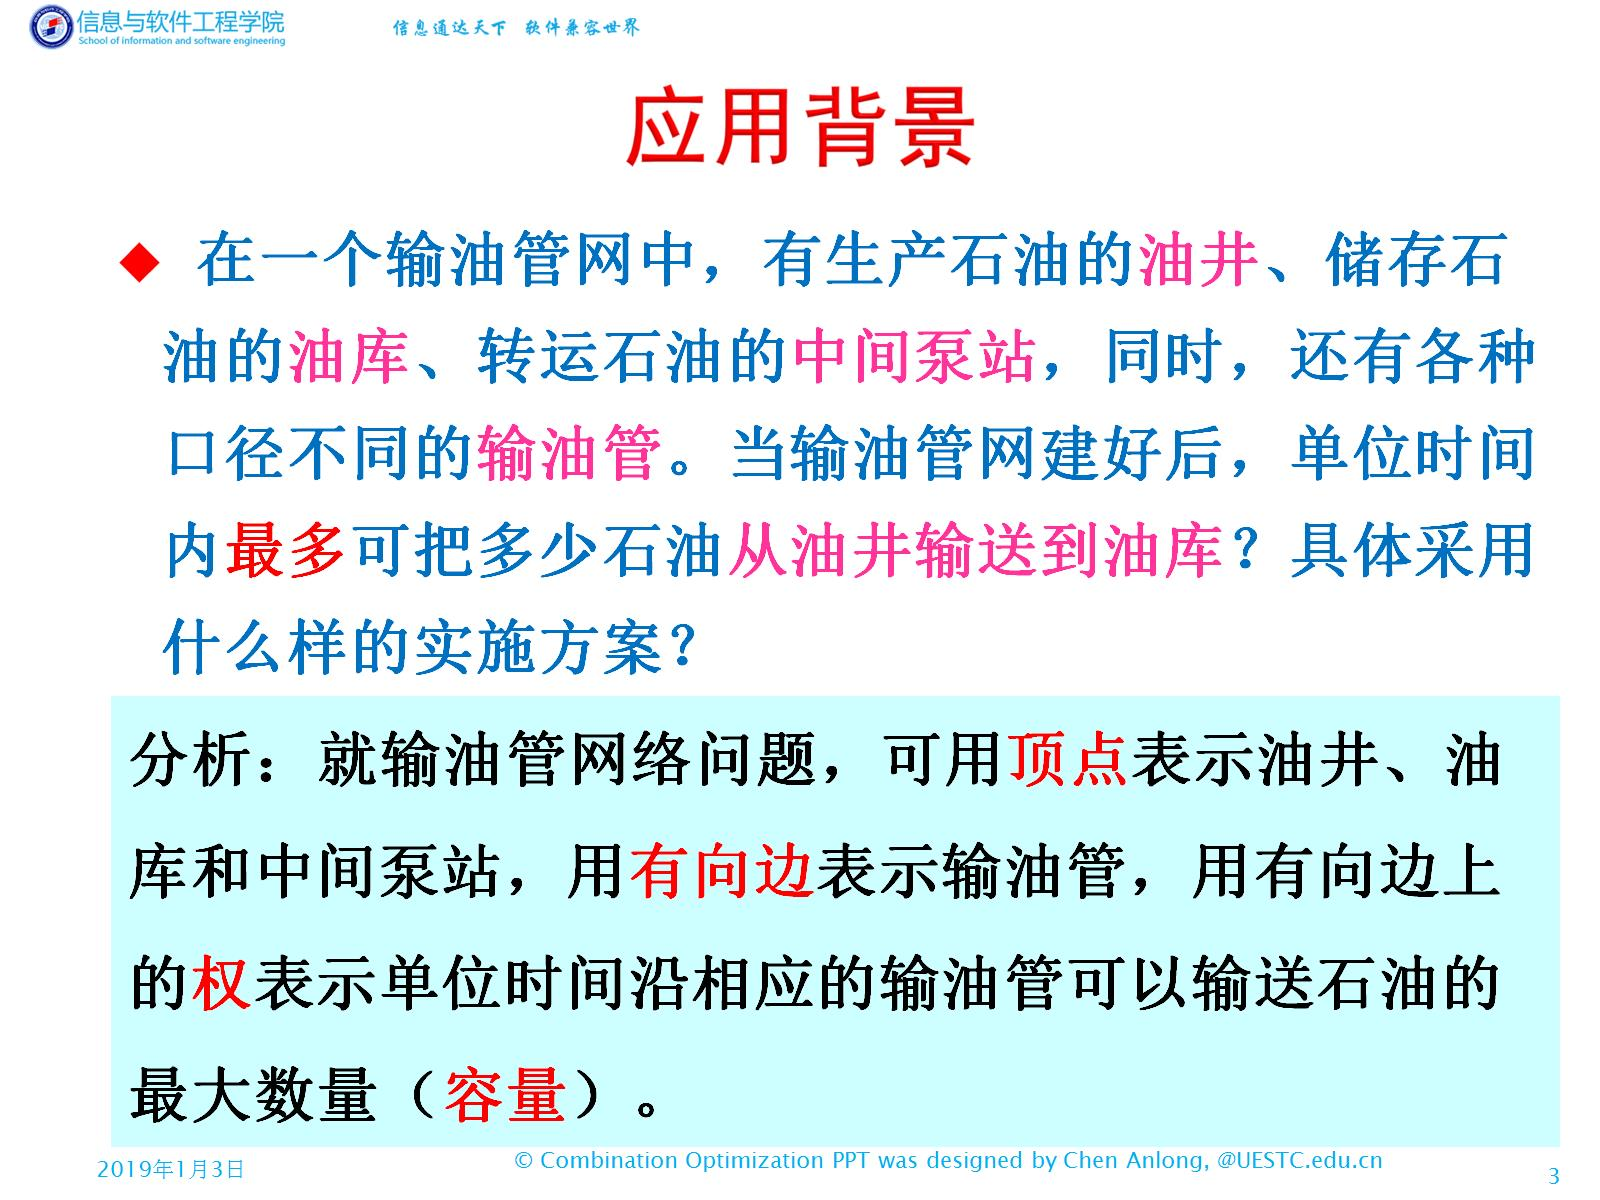 信息与软件工程学院
School of information and software engineering
信息通达天下 软件兼容世界
应用背景
◆ 在一个输油管网中，有生产石油的油井、储存石
油的油库、转运石油的中间泵站，同时，还有各种
口径不同的输油管。当输油管网建好后，单位时间
内最多可把多少石油从油井输送到油库？具体采用
什么样的实施方案？
分析：就输油管网络问题，可用顶点表示油井、油
库和中间泵站，用有向边表示输油管，用有向边上
的权表示单位时间沿相应的输油管可以输送石油的
最大数量（容量）。
2019年1月3日
© Combination Optimization PPT was designed by Chen Anlong, @UESTC.edu.cn
3